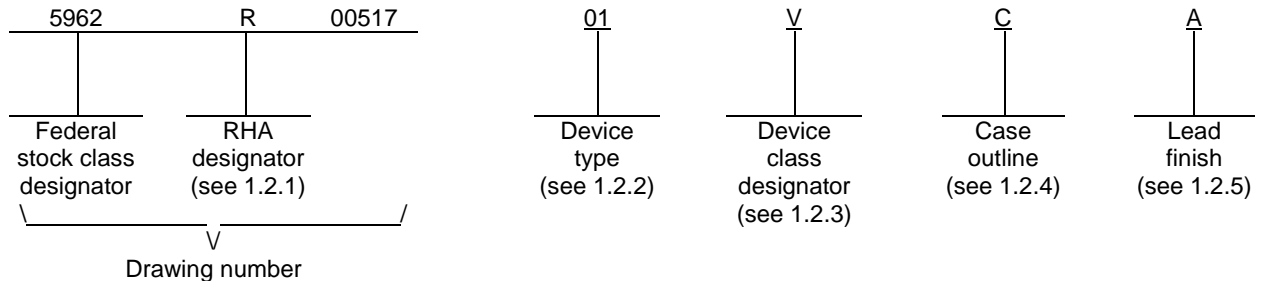 5962 R 00517 01 V C A
Federal RHA Device Device Case Lead
stock class designator type class outline finish
designator (see 1.2.1) (see 1.2.2) designator (see 1.2.4) (see 1.2.5)
(see 1.2.3)
Drawing number